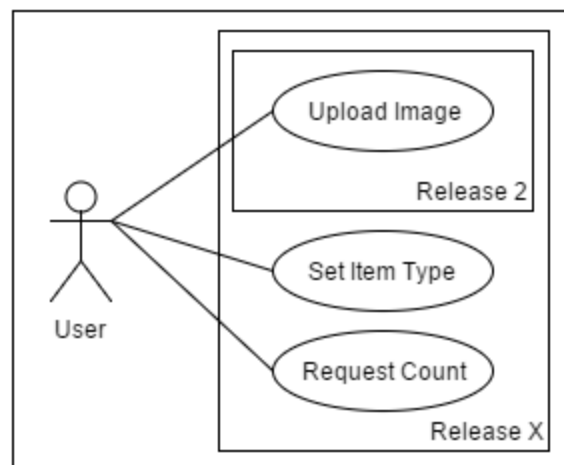 Upload Image
Release 2
Set Item Type
User
Request Count
Release X